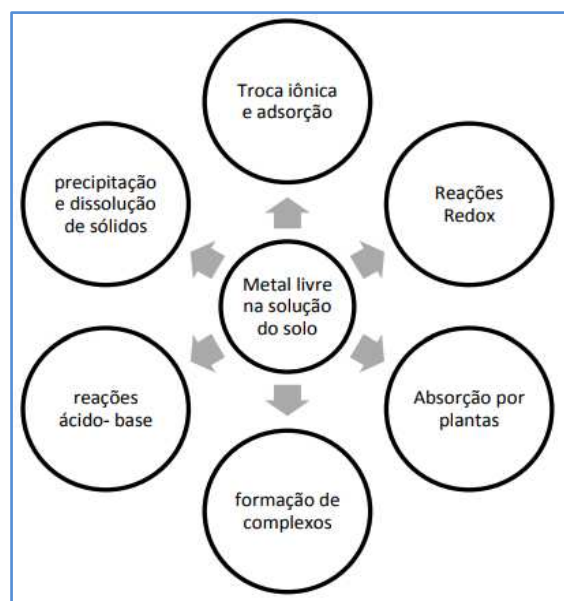 Troca iônica
e adsorção
precipitação
e dissolução
de sólidos
Reações
Redox
Metal livre
na solução
do solo
reações
ácido- base
Absorção por
plantas
formação de
complexos